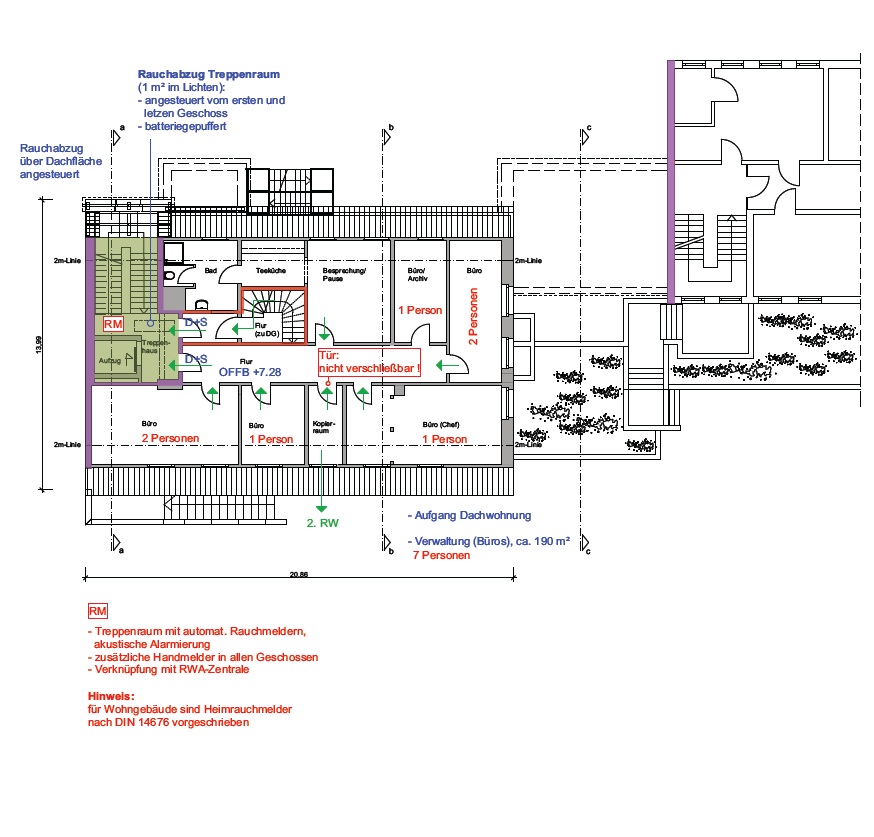 Rauchabzug Treppenraum
(1 m² im Lichten):
- angesteuert vom ersten und
letzen Geschoss
- batteriegepuffert
Rauchabzug
über Dachfläche
angesteuert
a
b
c
2m-Linie
2m-Linie
Bad
Teeküche
Besprechung/
Pause
Büro/
Archiv
Büro
1 Person
2 Personen
RM
D+S
Flur
(zu DG)
Treppen-
haus
Aufzug
D+S
Flur
OFFB +7.28
Tür:
nicht verschließbar !
13,99
Büro
2 Personen
Büro
1 Person
Kopier-
raum
Büro (Chef)
1 Person
2m-Linie
2m-Linie
2. RW
- Aufgang Dachwohnung
- Verwaltung (Büros), ca. 190 m²
7 Personen
a
b
c
20.86
RM
- Treppenraum mit automat. Rauchmeldern,
akustische Alarmierung
- zusätzliche Handmelder in allen Geschossen
- Verknüpfung mit RWA-Zentrale
Hinweis:
für Wohngebäude sind Heimrauchmelder
nach DIN 14676 vorgeschrieben